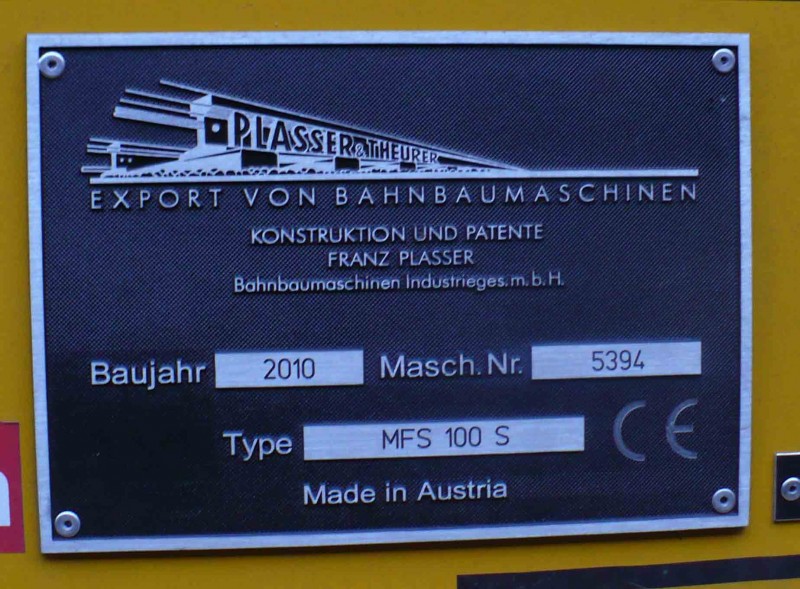 PLASSER & THEURER
EXPORT VON BAHNBAUMASCHINEN
KONSTRUKTION UND PATENTE
FRANZ PLASSER
Bahnbaumaschinen Industrieges.m.b.H.
Baujahr 2010 Masch.Nr. 5394
Type MFS 100 S CE
Made in Austria